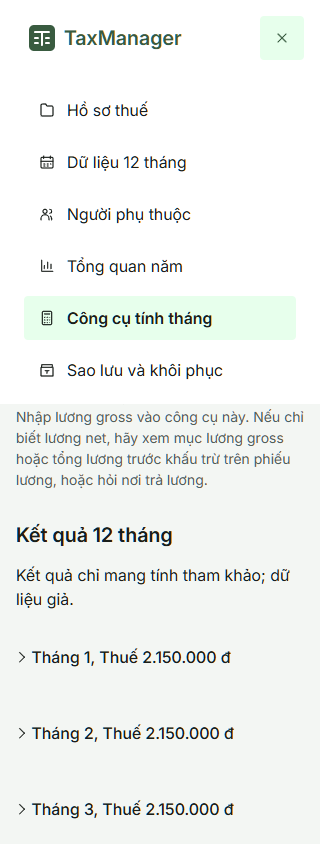 TaxManager
Hồ sơ thuế
Dữ liệu 12 tháng
Người phụ thuộc
Tổng quan năm
Công cụ tính tháng
Sao lưu và khôi phục
Nhập lương gross vào công cụ này. Nếu chỉ
biết lương net, hãy xem mục lương gross
hoặc tổng lương trước khấu trừ trên phiếu
lương, hoặc hỏi nơi trả lương.
Kết quả 12 tháng
Kết quả chỉ mang tính tham khảo; dữ
liệu giả.
Tháng 1, Thuế 2.150.000 đ
Tháng 2, Thuế 2.150.000 đ
Tháng 3, Thuế 2.150.000 đ